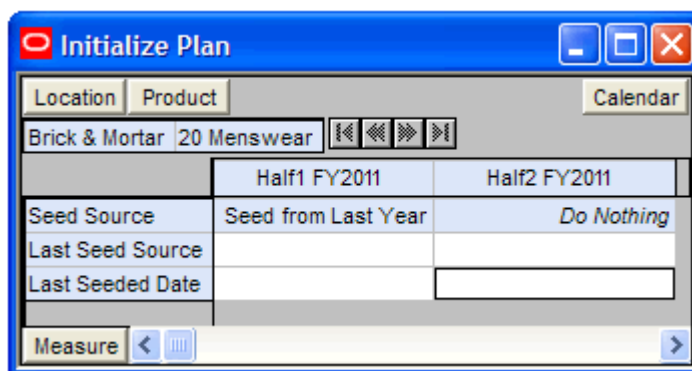 Initialize Plan
Location Product Calendar
Brick & Mortar 20 Menswear
Half1 FY2011 Half2 FY2011
Seed Source Seed from Last Year Do Nothing
Last Seed Source
Last Seeded Date
Measure